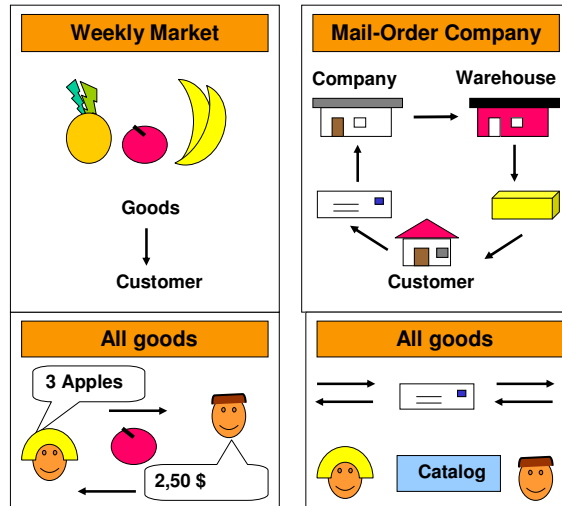 Weekly Market
Goods
Customer
Mail-Order Company
Company
Warehouse
Customer
All goods
3 Apples
2,50 $
All goods
Catalog